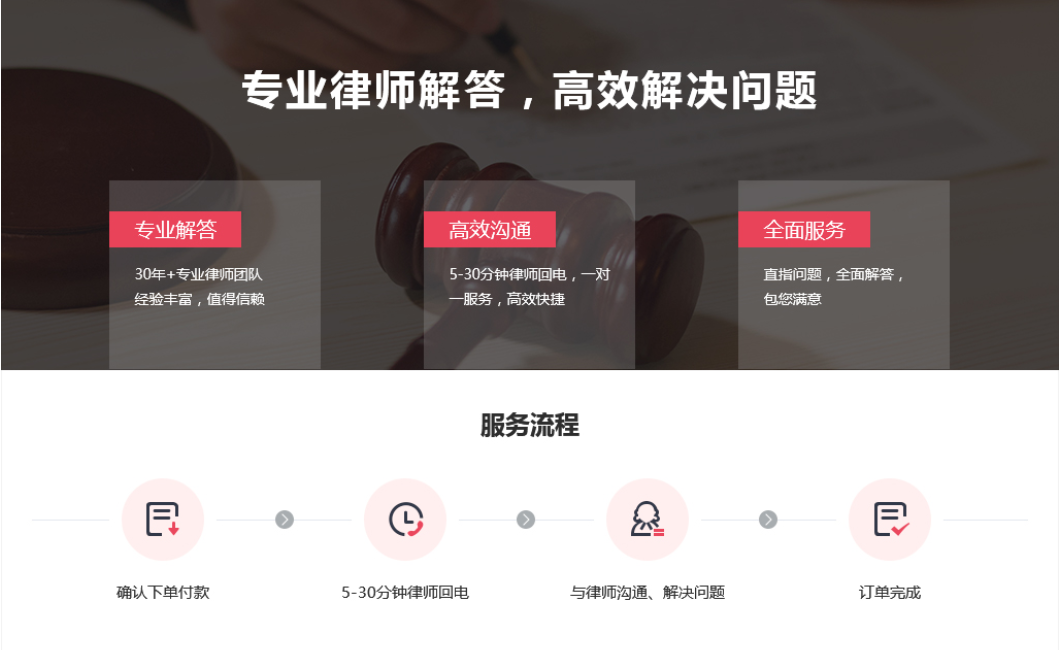 专业律师解答，高效解决问题
专业解答
30年+专业律师团队
经验丰富，值得信赖
高效沟通
5-30分钟律师回电，一对
一服务，高效快捷
全面服务
直指问题，全面解答，
包您满意
服务流程
确认下单付款
5-30分钟律师回电
与律师沟通、解决问题
订单完成